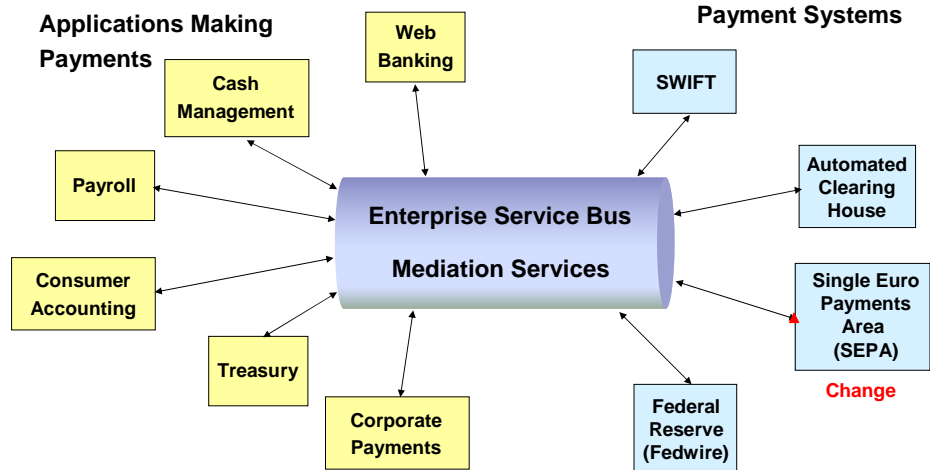 Applications Making
Payments
Payment Systems
Web
Banking
Cash
Management
SWIFT
Payroll
Automated
Clearing
House
Enterprise Service Bus
Mediation Services
Consumer
Accounting
Single Euro
Payments
Area
(SEPA)
Treasury
Change
Corporate
Payments
Federal
Reserve
(Fedwire)